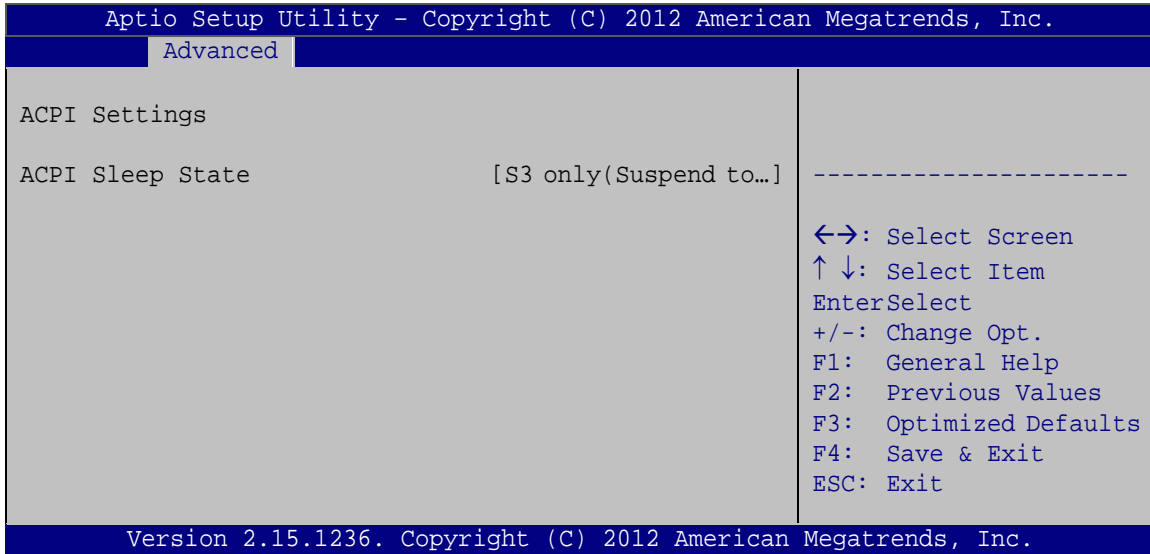 Aptio Setup Utility – Copyright (C) 2012 American Megatrends, Inc.
Advanced
ACPI Settings
ACPI Sleep State [S3 only(Suspend to…]
----------------------
←→: Select Screen
↑ ↓: Select Item
EnterSelect
+/-: Change Opt.
F1: General Help
F2: Previous Values
F3: Optimized Defaults
F4: Save & Exit
ESC: Exit
Version 2.15.1236. Copyright (C) 2012 American Megatrends, Inc.